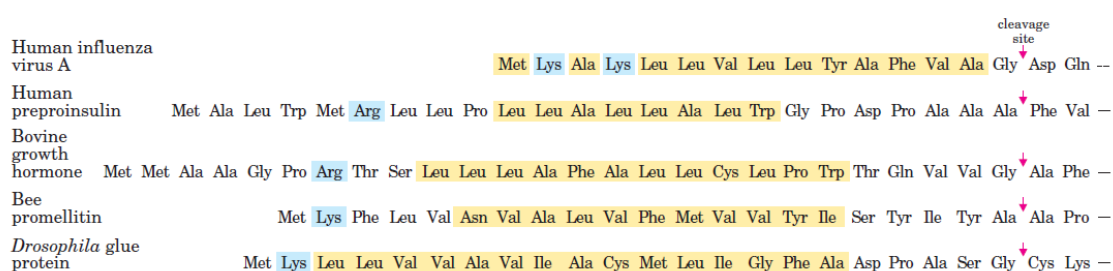 cleavage
site
Human influenza
virus A Met Lys Ala Lys Leu Leu Val Leu Leu Tyr Ala Phe Val Ala Gly Asp Gln --
Human
preproinsulin Met Ala Leu Trp Met Arg Leu Leu Pro Leu Leu Ala Leu Leu Ala Leu Trp Gly Pro Asp Pro Ala Ala Ala Phe Val —
Bovine
growth
hormone Met Met Ala Ala Gly Pro Arg Thr Ser Leu Leu Leu Ala Phe Ala Leu Leu Cys Leu Pro Trp Thr Gln Val Val Gly Ala Phe —
Bee
promellitin Met Lys Phe Leu Val Asn Val Ala Leu Val Phe Met Val Val Tyr Ile Ser Tyr Ile Tyr Ala Ala Pro —
Drosophila glue
protein Met Lys Leu Leu Val Val Ala Val Ile Ala Cys Met Leu Ile Gly Phe Ala Asp Pro Ala Ser Gly Cys Lys —